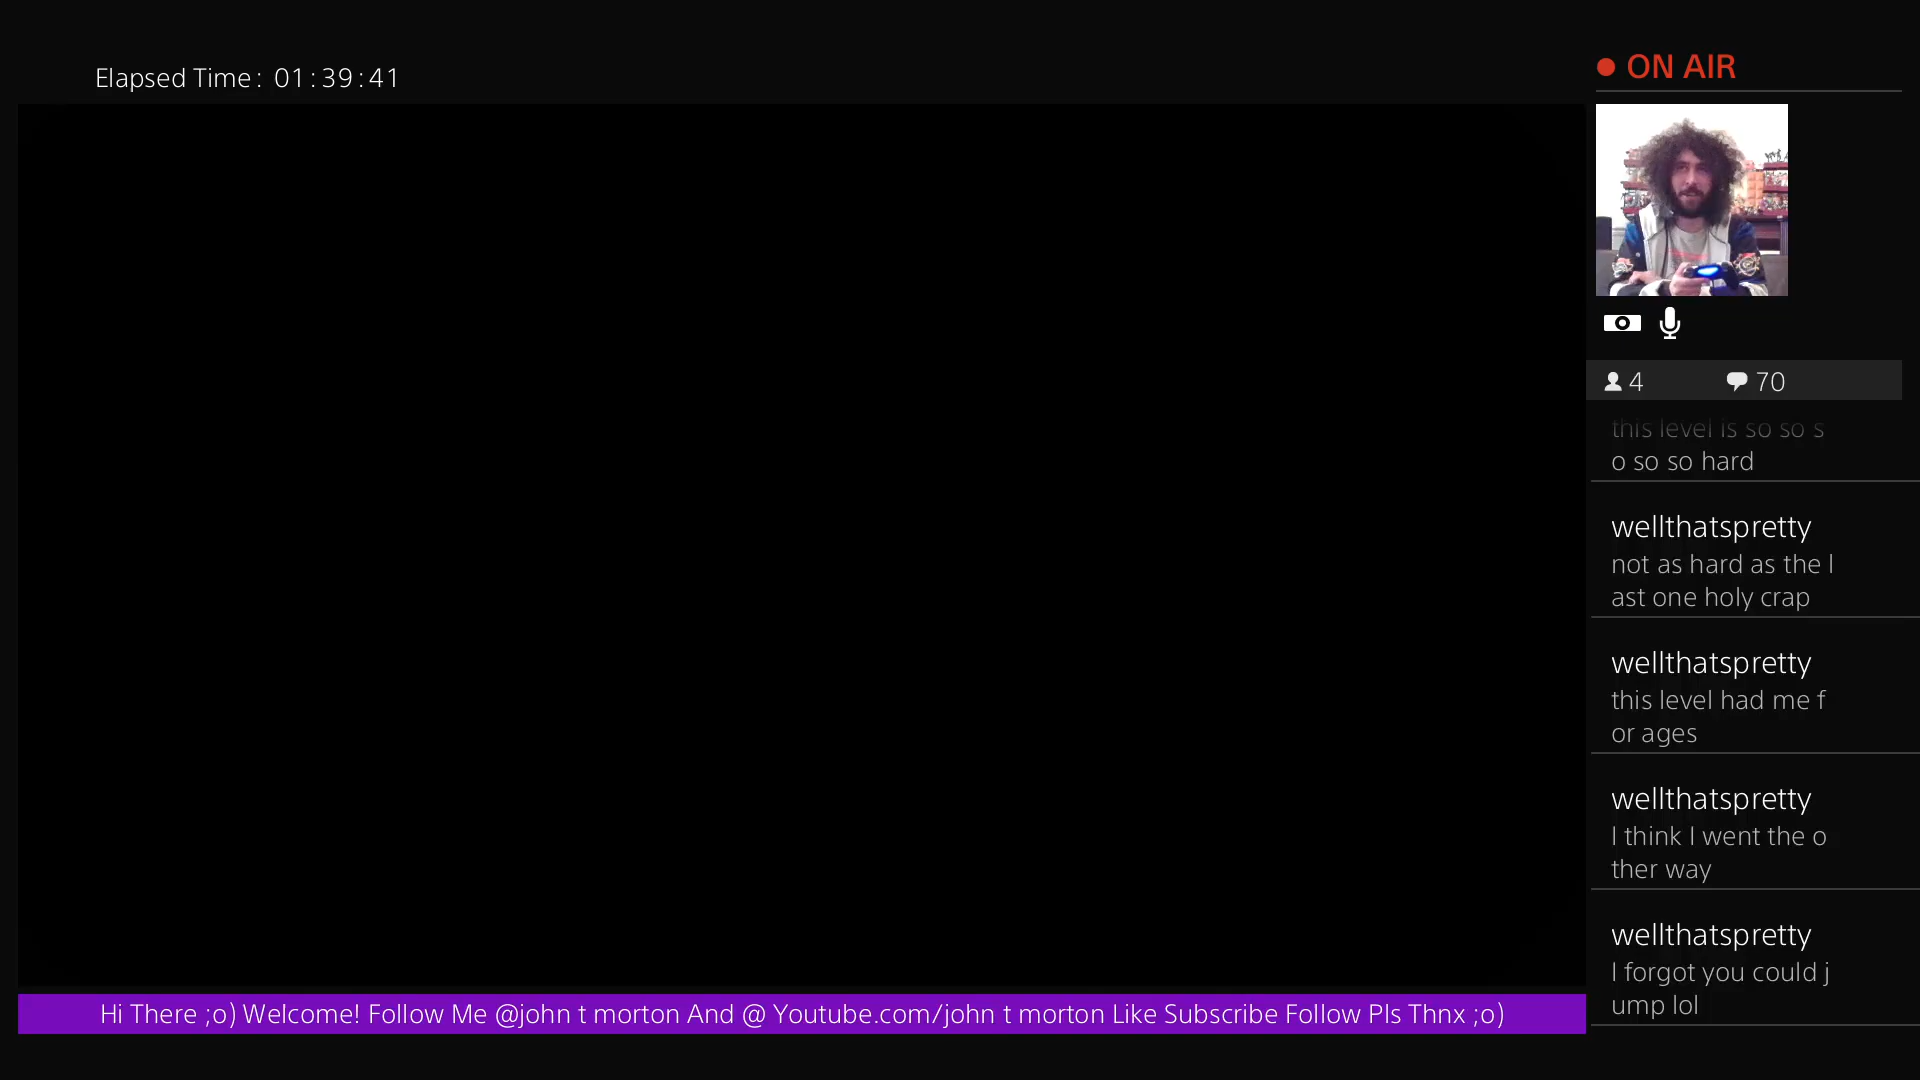 Elapsed Time: 01:39:41
ON AIR
4
70
this level is so so s
o so so hard
wellthatspretty
not as hard as the l
ast one holy crap
wellthatspretty
this level had me f
or ages
wellthatspretty
I think I went the o
ther way
wellthatspretty
I forgot you could j
ump lol
Hi There ;o) Welcome! Follow Me @john t morton And @ Youtube.com/john t morton Like Subscribe Follow Pls Thnx ;o)